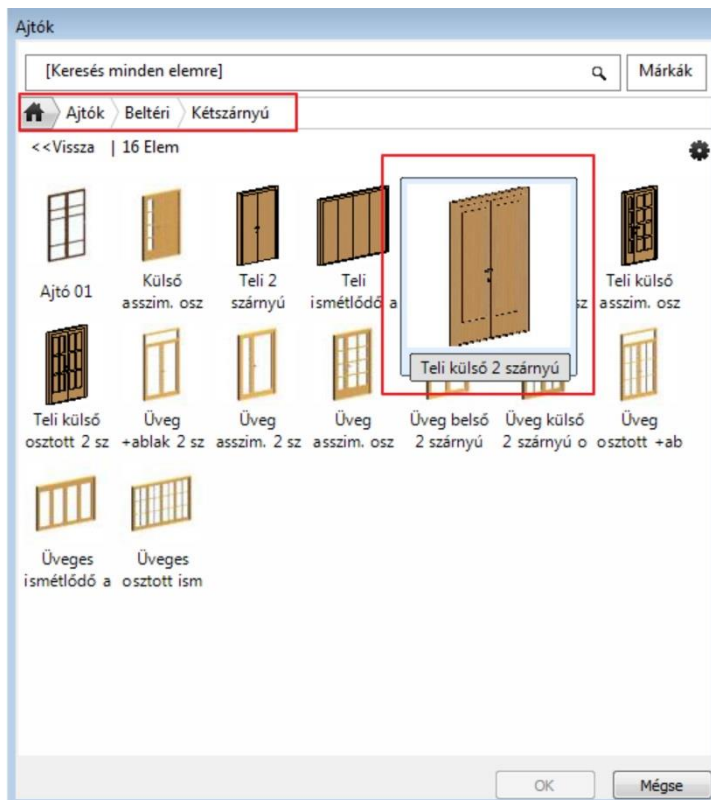 Ajtók
[Keresés minden elemre]
Márkák
Ajtók Beltéri Kétszárnyú
<<Vissza | 16 Elem
Ajtó 01
Külső
asszim. osz
Teli 2
szárnyú
Teli
ismétlődő a
sz
Teli külső
asszim. osz
Teli külső 2 szárnyú
Teli külső
osztott 2 sz
Üveg
+ablak 2 sz
Üveg
asszim. 2 sz
Üveg
asszim. osz
Üveg belső
2 szárnyú
Üveg külső
2 szárnyú o
Üveg
osztott +ab
Üveges
ismétlődő a
Üveges
osztott ism
OK
Mégse